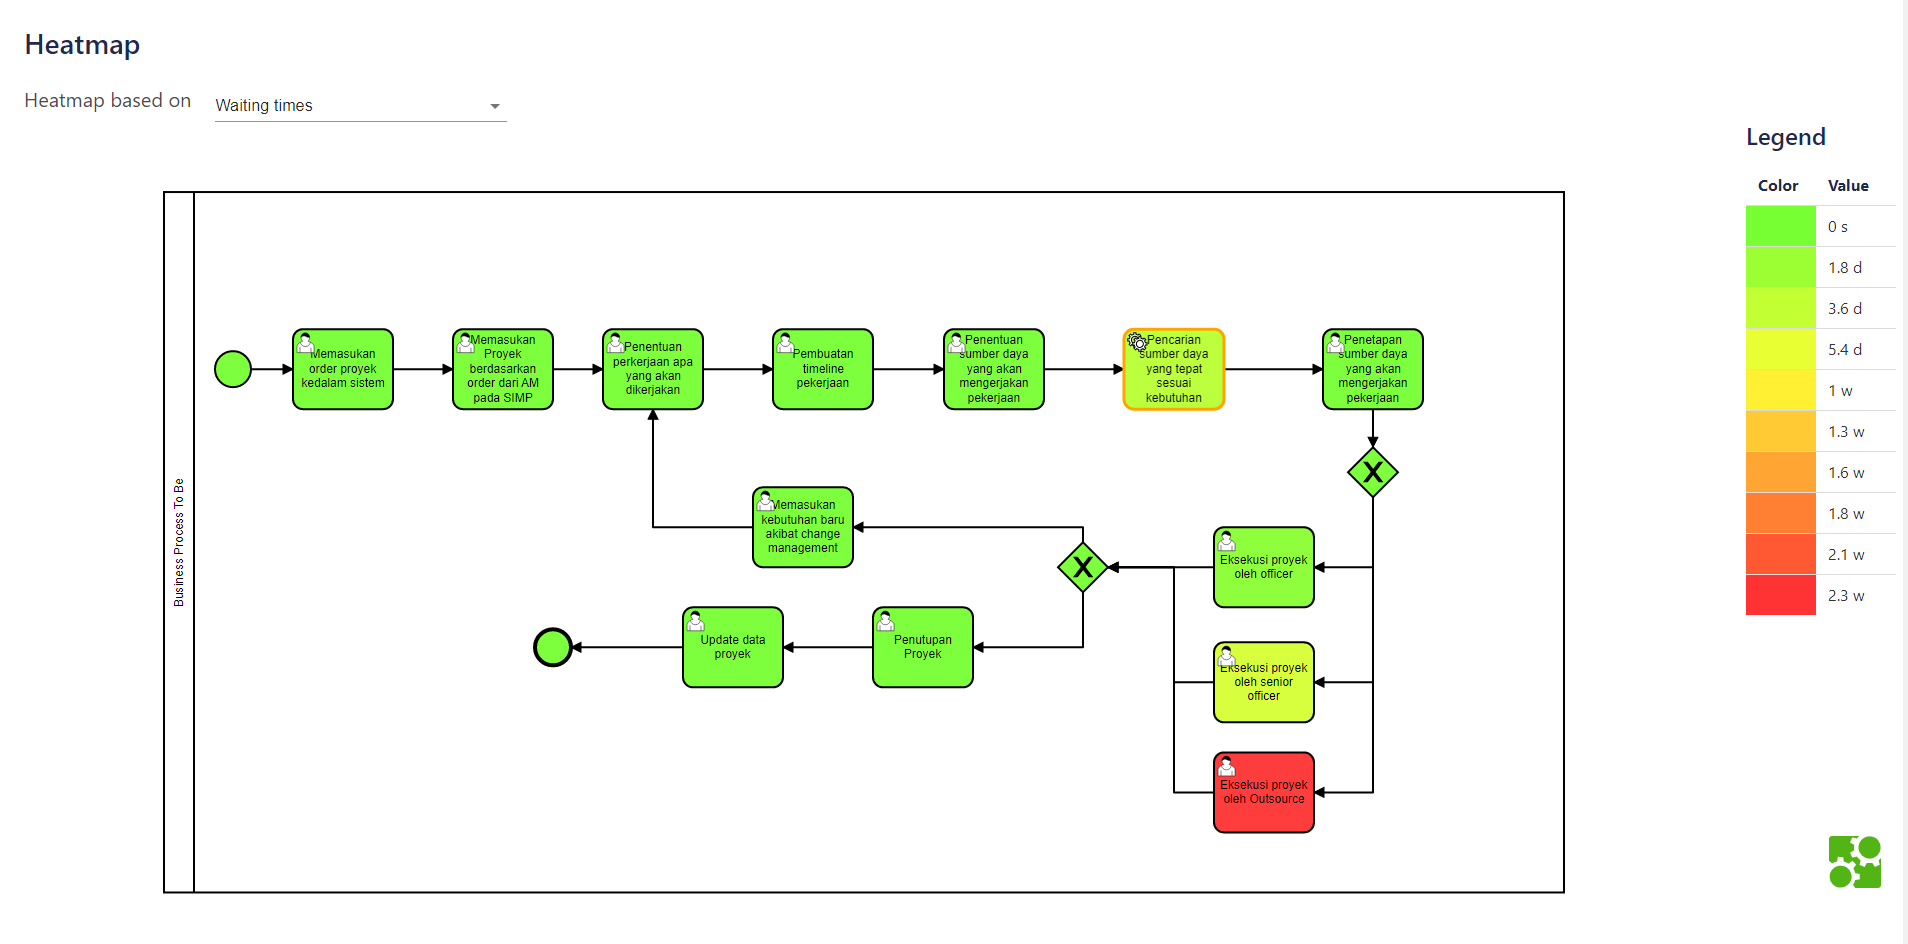 Heatmap
Heatmap based on
Waiting times
Legend
Color Value
0 s
1.8 d
3.6 d
5.4 d
1 w
1.3 w
1.6 w
1.8 w
2.1 w
2.3 w
Business Process To Be
Memasukan
order proyek
kedalam sistem
Memasukan
Proyek
berdasarkan
order dari AM
pada SIMP
Penentuan
perkerjaan apa
yang akan
dikerjakan
Pembuatan
timeline
pekerjaan
Penentuan
sumber daya
yang akan
mengerjakan
pekerjaan
Pencarian
sumber daya
yang tepat
sesuai
kebutuhan
Penetapan
sumber daya
yang akan
mengerjakan
pekerjaan
X
Memasukan
kebutuhan baru
akibat change
management
X
Eksekusi proyek
oleh officer
Update data
proyek
Penutupan
Proyek
Eksekusi proyek
oleh senior
officer
Eksekusi proyek
oleh Outsource